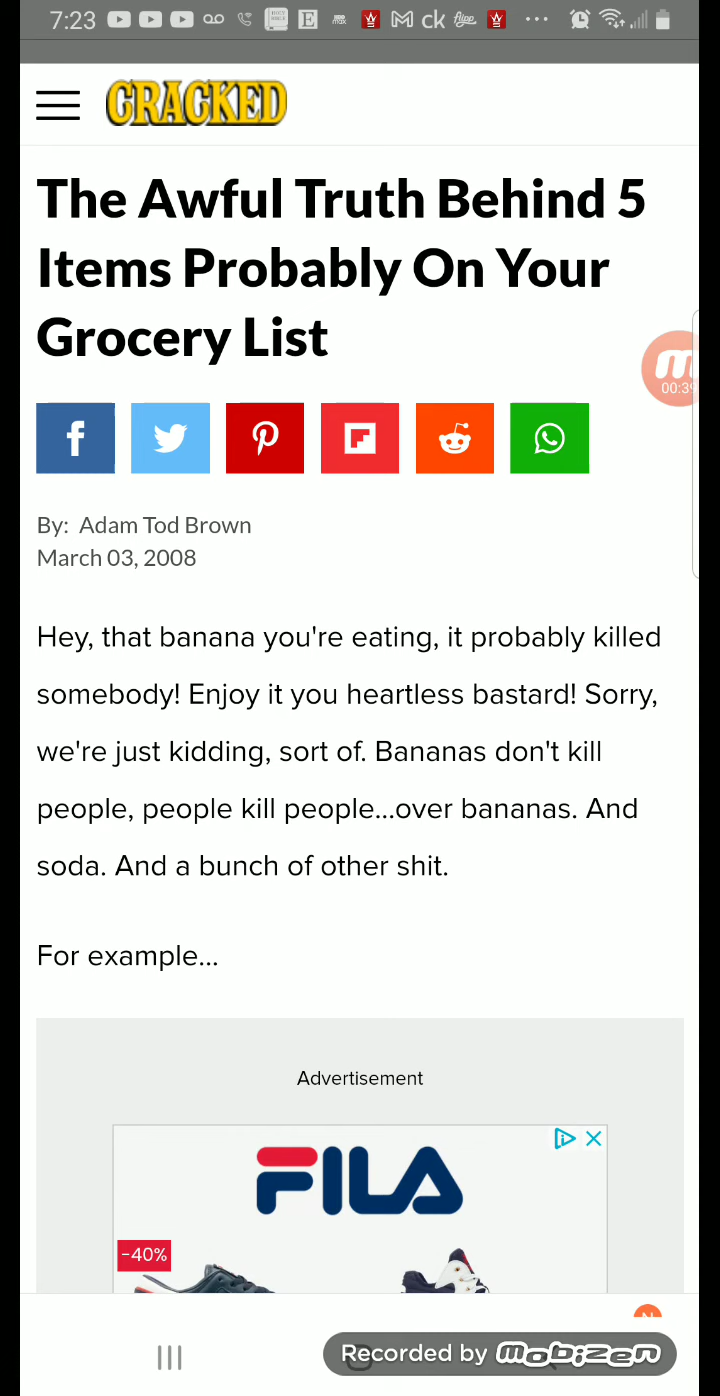 7:23
CRACKED
The Awful Truth Behind 5
Items Probably On Your
Grocery List
00:39
By: Adam Tod Brown
March 03, 2008
Hey, that banana you're eating, it probably killed
somebody! Enjoy it you heartless bastard! Sorry,
we're just kidding, sort of. Bananas don't kill
people, people kill people...over bananas. And
soda. And a bunch of other shit.
For example...
Advertisement
FILA
-40%
Recorded by mobizen